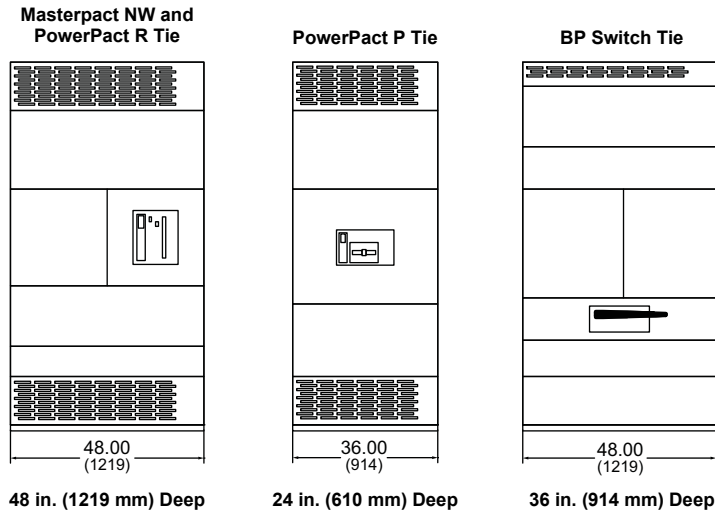 Masterpact NW and
PowerPact R Tie
PowerPact P Tie
BP Switch Tie
48.00
(1219)
36.00
(914)
48.00
(1219)
48 in. (1219 mm) Deep
24 in. (610 mm) Deep
36 in. (914 mm) Deep